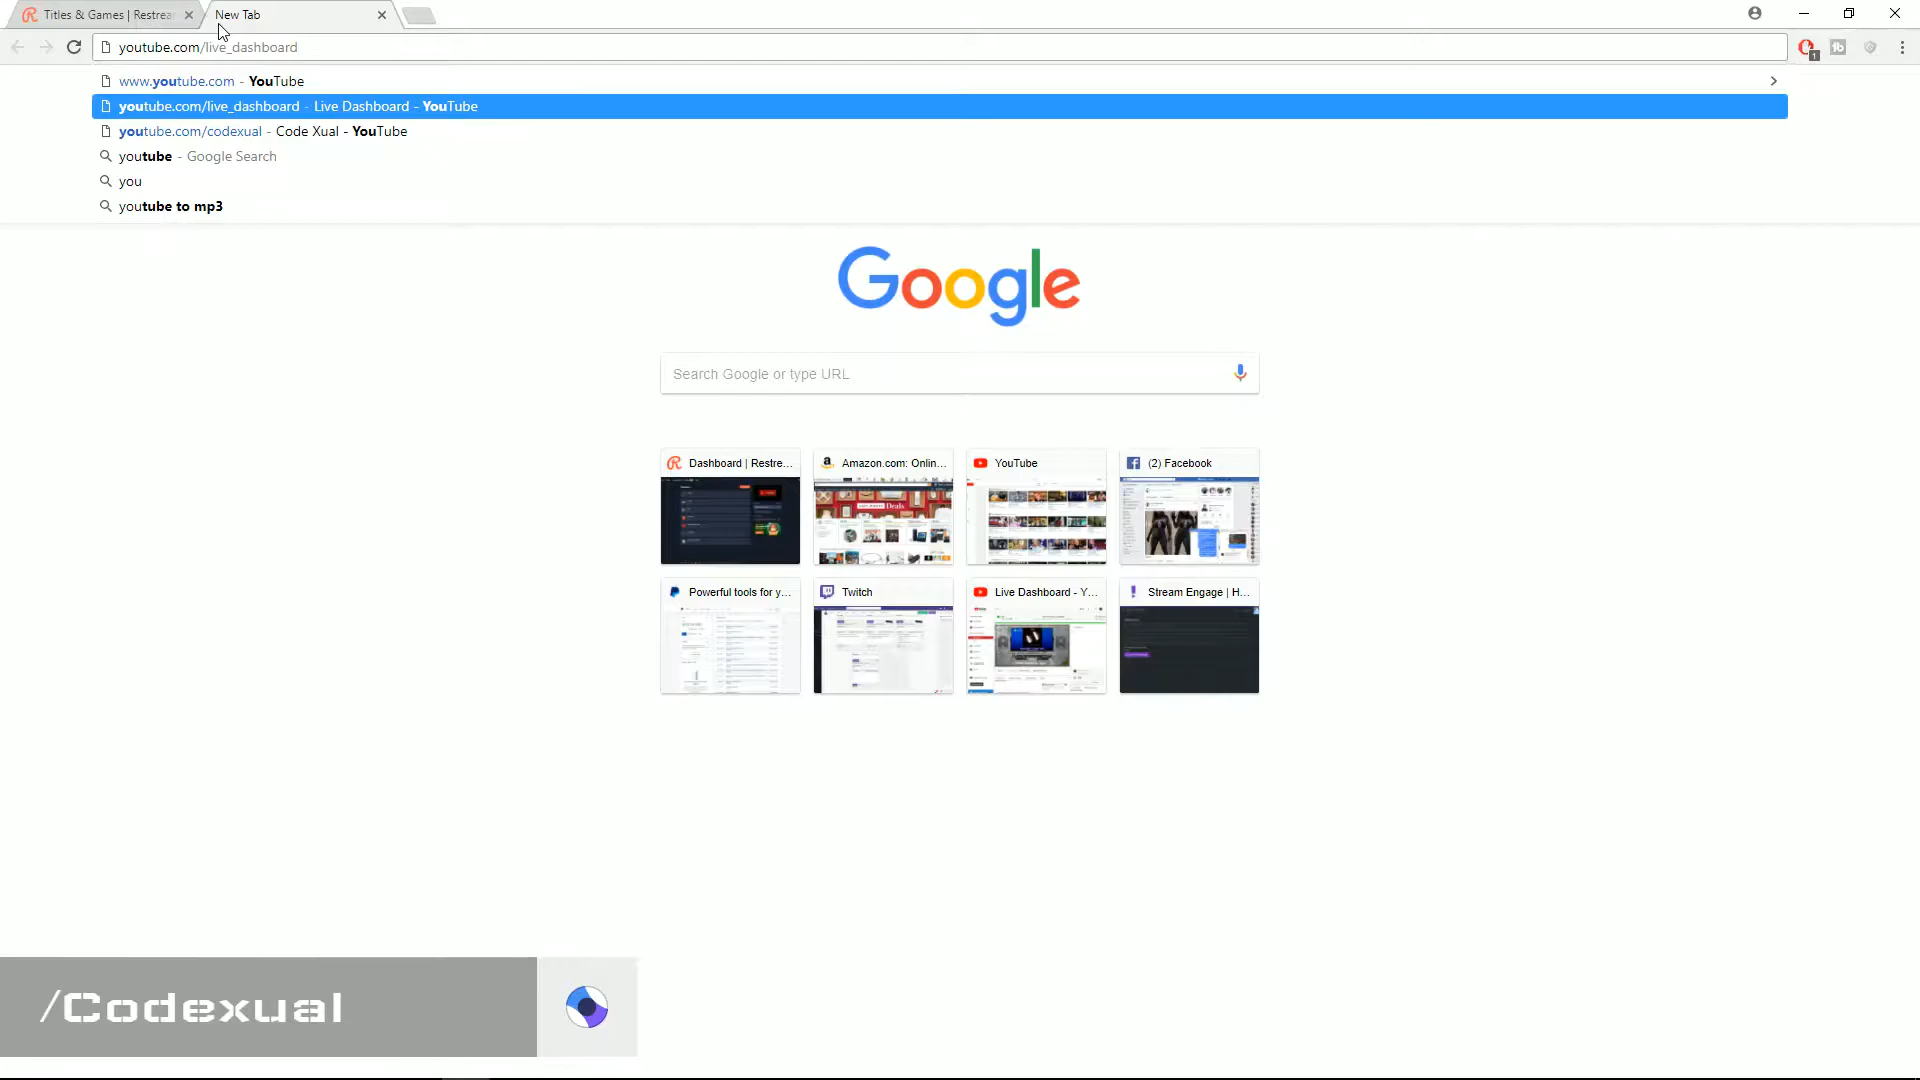 Titles & Games | Restrea
New Tab
youtube.com/live_dashboard
1
www.youtube.com - YouTube
youtube.com/live_dashboard - Live Dashboard - YouTube
youtube.com/codexual - Code Xual - YouTube
youtube - Google Search
you
youtube to mp3
Google
Search Google or type URL
Dashboard | Restre...
Amazon.com: Onlin...
YouTube
(2) Facebook
Deals
Powerful tools for y...
Twitch
Live Dashboard - Y...
Stream Engage | H...
/Codexual